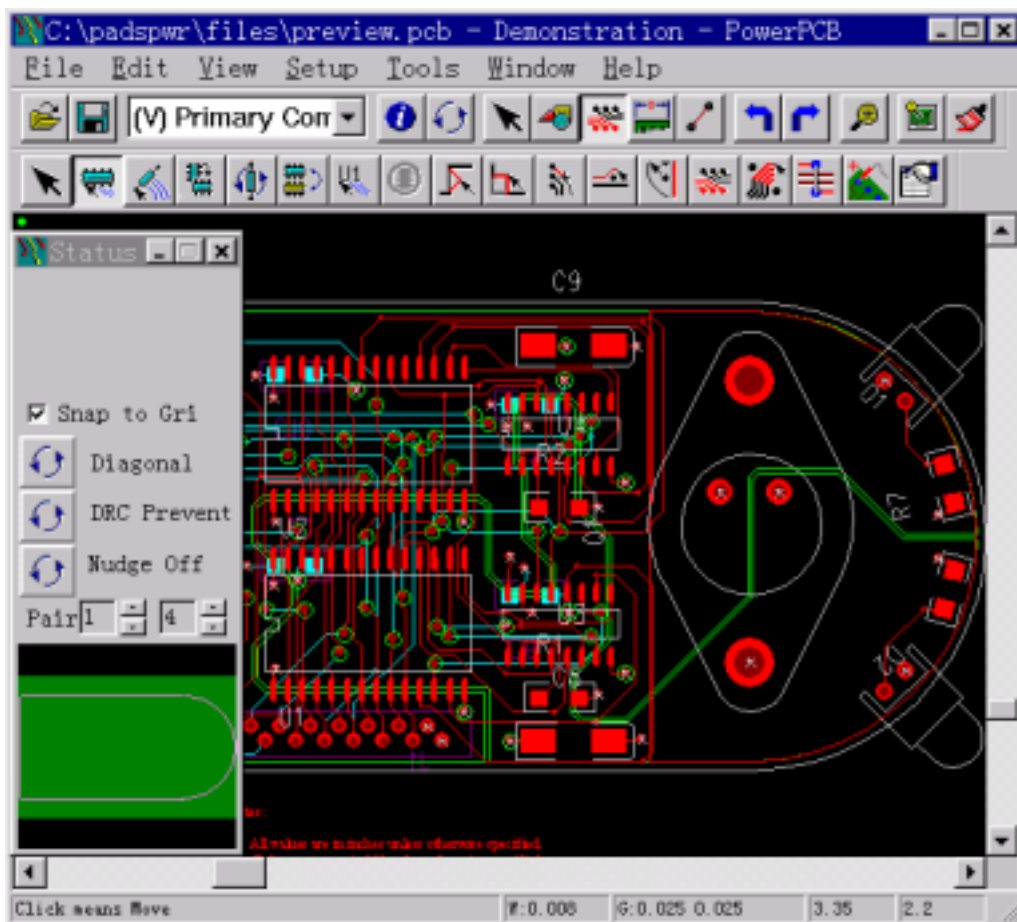 C:\padspwr\files\preview.pcb - Demonstration - PowerPCB
File Edit View Setup Tools Window Help
(V) Primary Com
U1
Status
C9
Snap to Gri
Diagonal
DRC Prevent
Nudge Off
Pair 1 4
D1
R7
U1
All values are in inches unless otherwise specified.
Click means Move
W:0.008
G:0.025 0.025
3.35
2.2